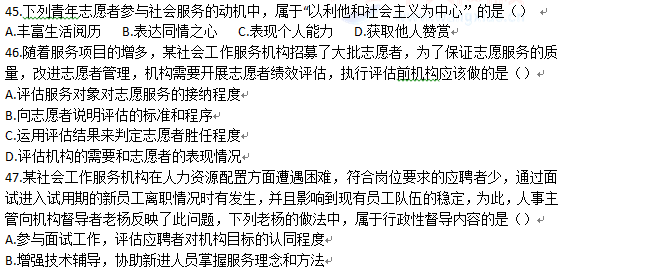 45.下列青年志愿者参与社会服务的动机中，属于“以利他和社会主义为中心”的是（）
A.丰富生活阅历 B.表达同情之心 C.表现个人能力 D.获取他人赞赏
46.随着服务项目的增多，某社会工作服务机构招募了大批志愿者，为了保证志愿服务的质
量，改进志愿者管理，机构需要开展志愿者绩效评估，执行评估前机构应该做的是（）
A.评估服务对象对志愿服务的接纳程度
B.向志愿者说明评估的标准和程序
C.运用评估结果来判定志愿者胜任程度
D.评估机构的需要和志愿者的表现情况
47.某社会工作服务机构在人力资源配置方面遭遇困难，符合岗位要求的应聘者少，通过面
试进入试用期的新员工离职情况时有发生，并且影响到现有员工队伍的稳定，为此，人事主
管向机构督导者老杨反映了此问题，下列老杨的做法中，属于行政性督导内容的是（）
A.参与面试工作，评估应聘者对机构目标的认同程度
B.增强技术辅导，协助新进人员掌握服务理念和方法